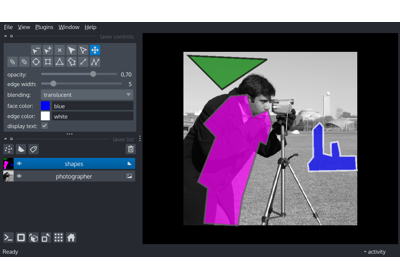 File View Plugins Window Help
layer controls
opacity: 0.70
edge width:
blending: translucent
face color: blue
edge color: white
display text:
layer list
shapes
photographer
Ready
activity